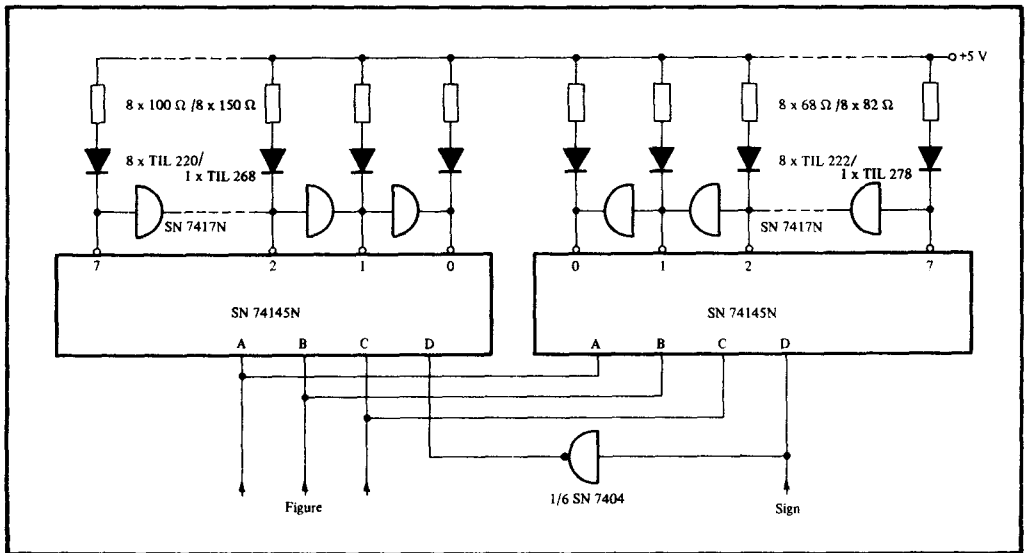 +5 V
8 x 100 Ω /8 x 150 Ω
8 x 68 Ω /8 x 82 Ω
8 x TIL 220/
1 x TIL 268
8 x TIL 222/
1 x TIL 278
SN 7417N
SN 7417N
7 2 1 0
0 1 2 7
SN 74145N
SN 74145N
A B C D
A B C D
1/6 SN 7404
Figure
Sign